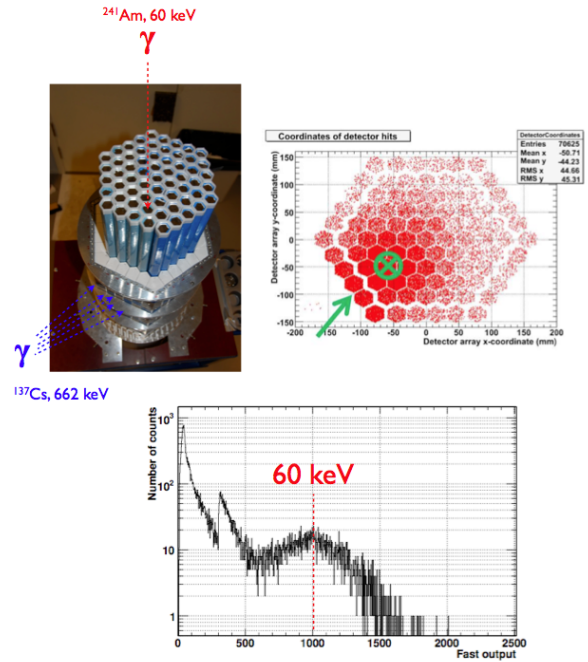 241Am, 60 keV
γ
γ
137Cs, 662 keV
Coordinates of detector hits
DetectorCoordinates
Entries 70625
Mean x -50.71
Mean y -44.23
RMS x 44.66
RMS y 45.31
Detector array y-coordinate (mm)
150
100
50
0
-50
-100
-150
-200 -150 -100 -50 0 50 100 150 200
Detector array x-coordinate (mm)
Number of counts
10³
10²
10
1
60 keV
0 500 1000 1500 2000 2500
Fast output